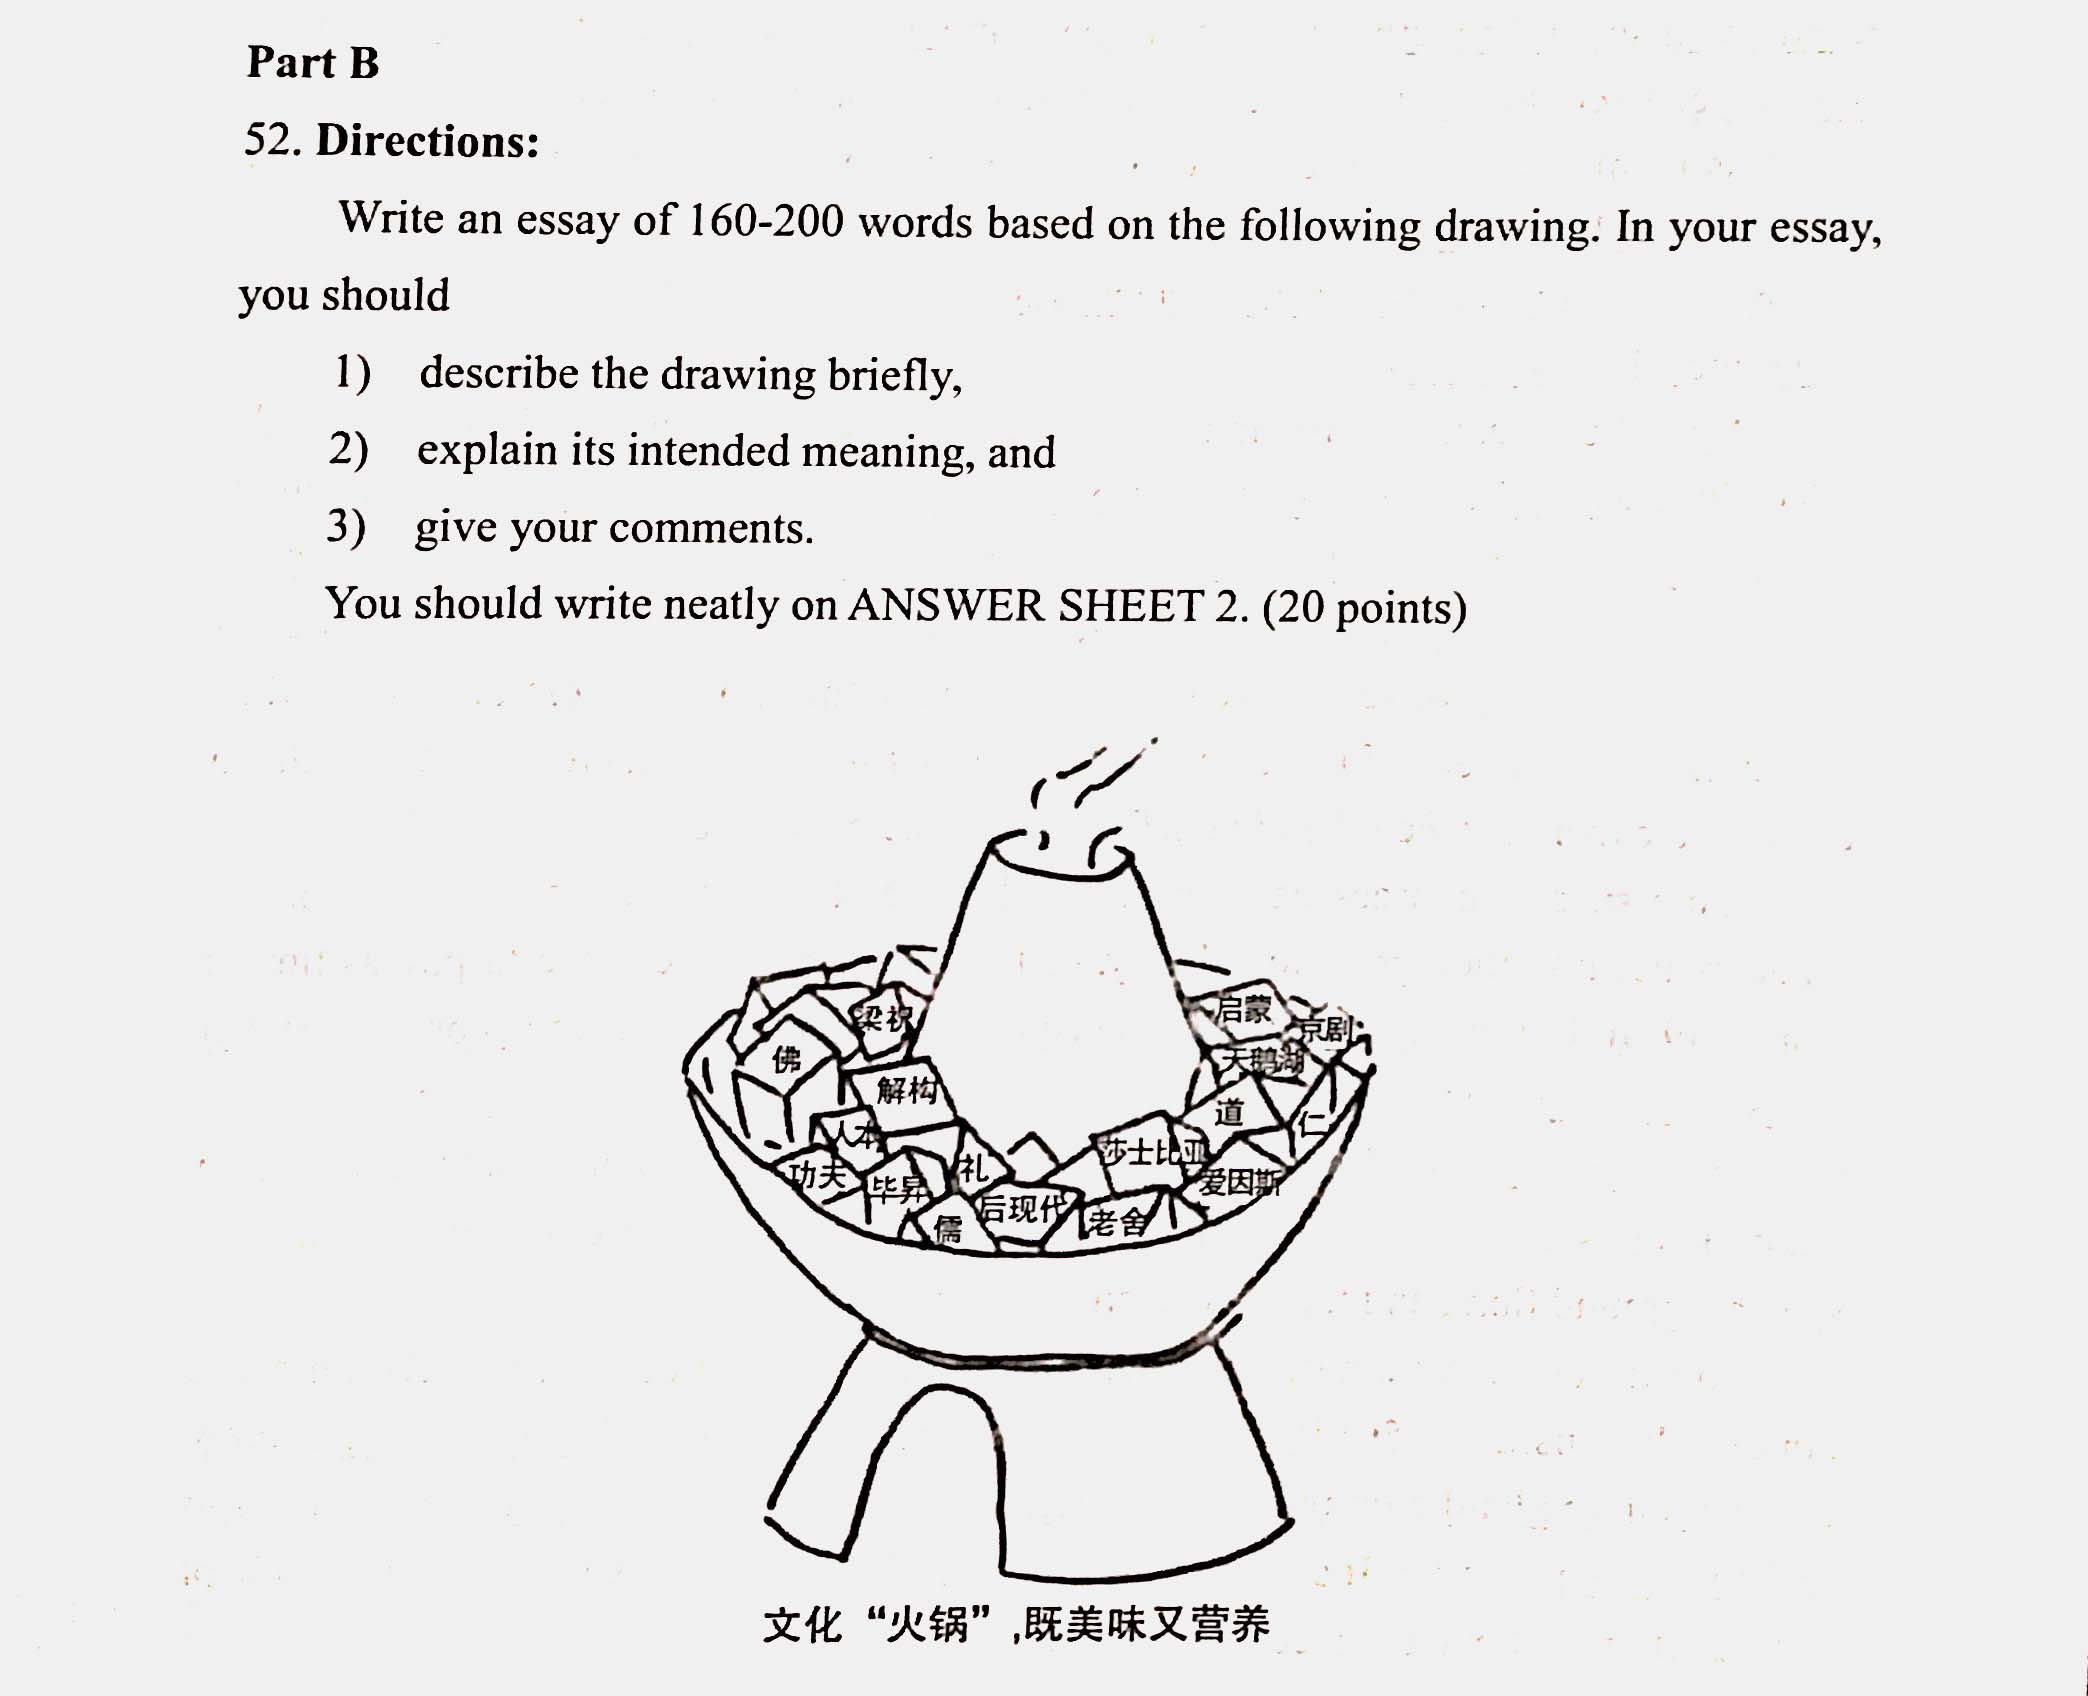 Part B
52. Directions:
Write an essay of 160-200 words based on the following drawing. In your essay,
you should
1) describe the drawing briefly,
2) explain its intended meaning, and
3) give your comments.
You should write neatly on ANSWER SHEET 2. (20 points)
梁祝
启蒙
京剧
佛
天鹅湖
解构
道
仁
人本
莎士比亚
功夫
毕昇
礼
爱因斯
后现代
老舍
儒
文化“火锅”,既美味又营养